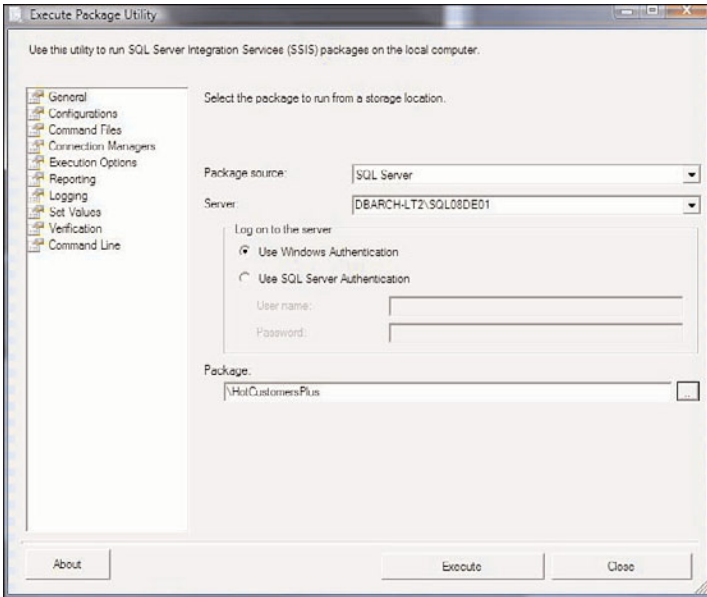 Execute Package Utility
Use this utility to run SQL Server Integration Services (SSIS) packages on the local computer.
General
Configurations
Command Files
Connection Managers
Execution Options
Reporting
Logging
Set Values
Verification
Command Line
Select the package to run from a storage location.
Package source: SQL Server
Server: DBARCH-LT2\SQL08DE01
Log on to the server
Use Windows Authentication
Use SQL Server Authentication
User name:
Password:
Package:
\HotCustomersPlus
...
About Execute Close